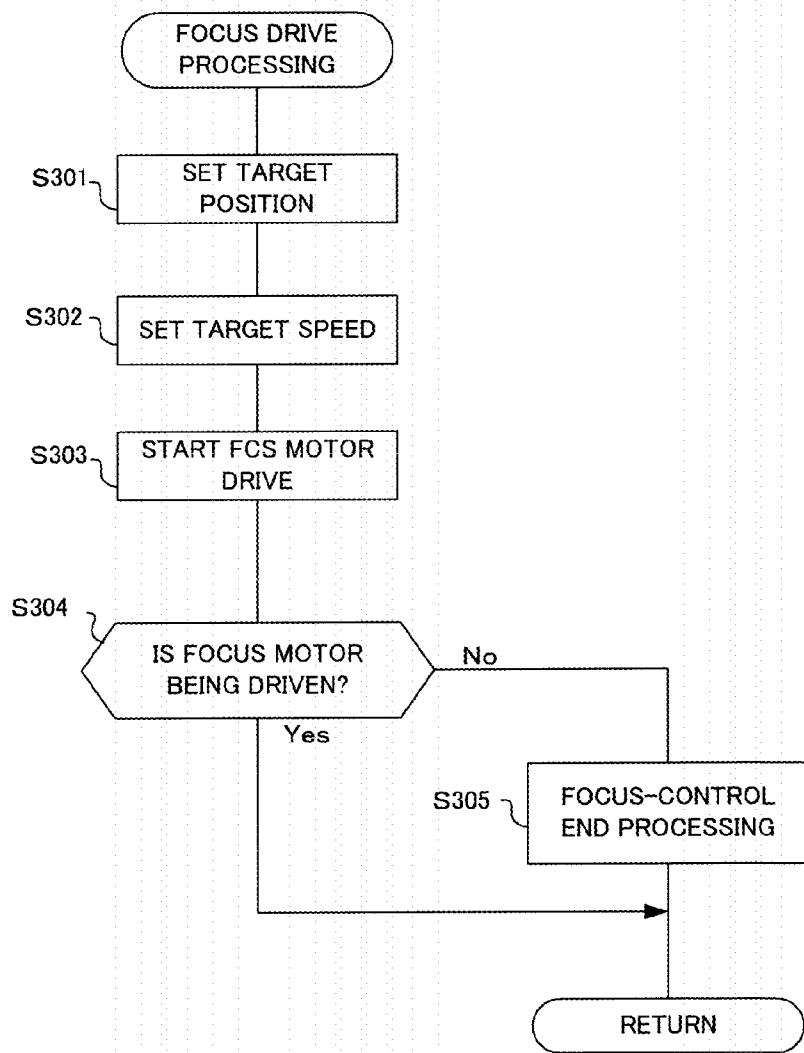 FOCUS DRIVE
PROCESSING
S301
SET TARGET
POSITION
S302
SET TARGET SPEED
S303
START FCS MOTOR
DRIVE
S304
IS FOCUS MOTOR
BEING DRIVEN?
No
Yes
S305
FOCUS-CONTROL
END PROCESSING
RETURN